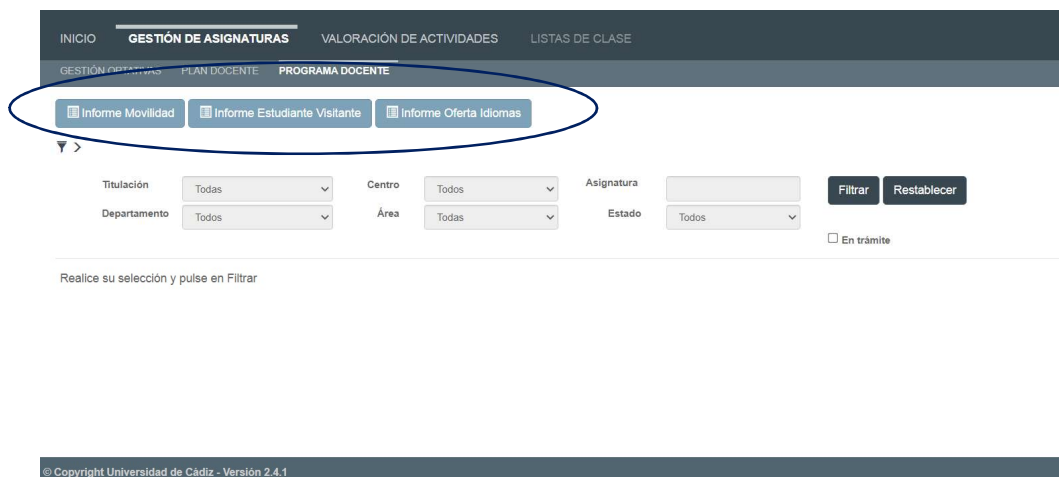 INICIO GESTIÓN DE ASIGNATURAS VALORACIÓN DE ACTIVIDADES LISTAS DE CLASE
GESTIÓN OPTATIVAS PLAN DOCENTE PROGRAMA DOCENTE
Informe Movilidad Informe Estudiante Visitante Informe Oferta Idiomas
Titulación Todas Centro Todos Asignatura Filtrar Restablecer
Departamento Todos Área Todas Estado Todos
En trámite
Realice su selección y pulse en Filtrar
© Copyright Universidad de Cádiz - Versión 2.4.1